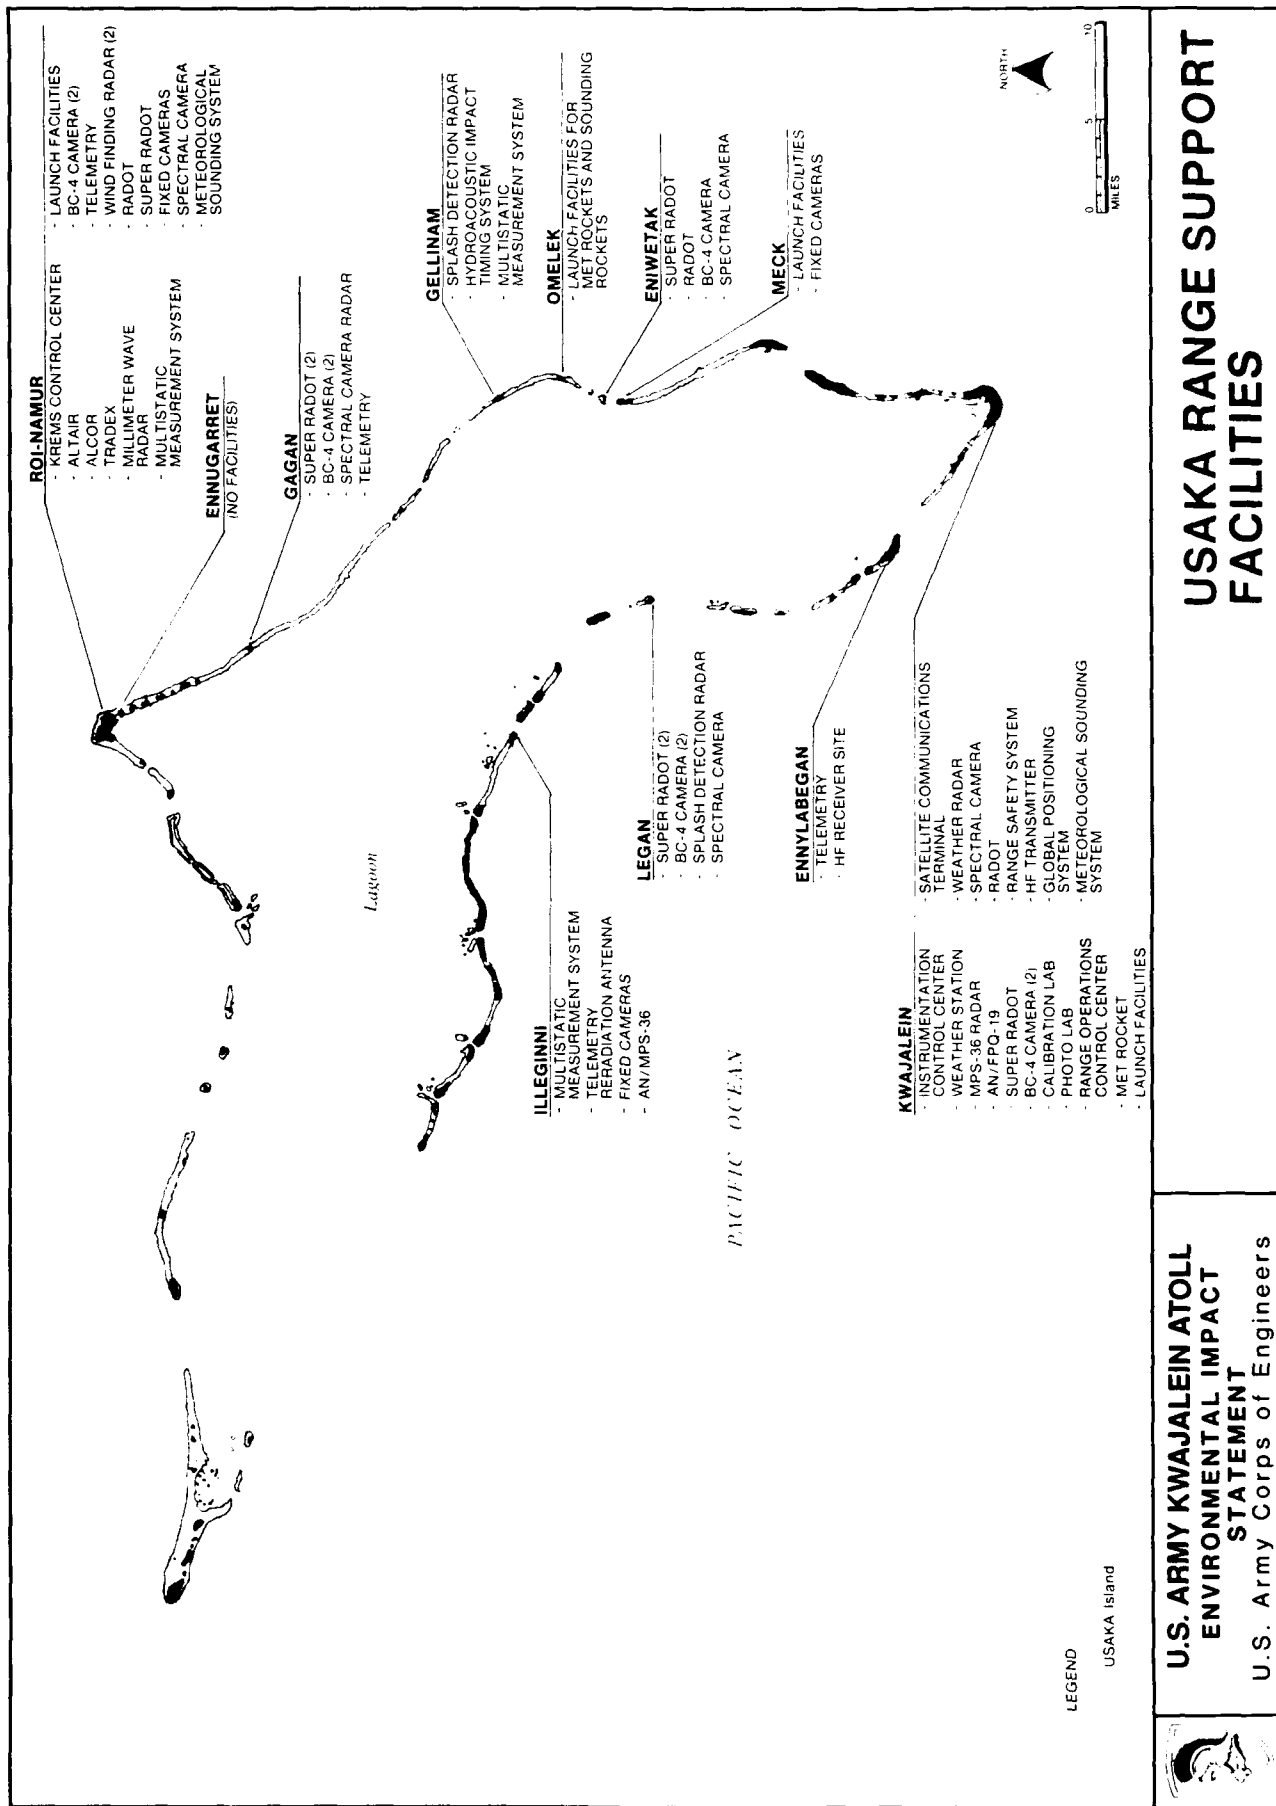 ROI-NAMUR
- KREMS CONTROL CENTER
- ALTAIR
- ALCOR
- TRADEX
- MILLIMETER WAVE
RADAR
- MULTISTATIC
MEASUREMENT SYSTEM
- LAUNCH FACILITIES
- BC-4 CAMERA (2)
- TELEMETRY
- WIND FINDING RADAR (2)
- RADOT
- SUPER RADOT
- FIXED CAMERAS
- SPECTRAL CAMERA
- METEOROLOGICAL
SOUNDING SYSTEM
ENNUGARRET
(NO FACILITIES)
GAGAN
- SUPER RADOT (2)
- BC-4 CAMERA (2)
- SPECTRAL CAMERA RADAR
- TELEMETRY
GELLINAM
- SPLASH DETECTION RADAR
- HYDROACOUSTIC IMPACT
TIMING SYSTEM
- MULTISTATIC
MEASUREMENT SYSTEM
OMELEK
- LAUNCH FACILITIES FOR
MET ROCKETS AND SOUNDING
ROCKETS
ENIWETAK
- SUPER RADOT
- RADOT
- BC-4 CAMERA
- SPECTRAL CAMERA
MECK
- LAUNCH FACILITIES
- FIXED CAMERAS
NORTH
0 5 10
MILES
Lagoon
ILLEGINNI
- MULTISTATIC
MEASUREMENT SYSTEM
- TELEMETRY
RERADIATION ANTENNA
- FIXED CAMERAS
- AN/MPS-36
LEGAN
- SUPER RADOT (2)
- BC-4 CAMERA (2)
- SPLASH DETECTION RADAR
- SPECTRAL CAMERA
PACIFIC OCEAN
ENNYLABEGAN
- TELEMETRY
- HF RECEIVER SITE
KWAJALEIN
- INSTRUMENTATION
CONTROL CENTER
- WEATHER STATION
- MPS-36 RADAR
- AN/FPQ-19
- SUPER RADOT
- BC-4 CAMERA (2)
- CALIBRATION LAB
- PHOTO LAB
- RANGE OPERATIONS
CONTROL CENTER
- MET ROCKET
- LAUNCH FACILITIES
- SATELLITE COMMUNICATIONS
TERMINAL
- WEATHER RADAR
- SPECTRAL CAMERA
- RADOT
- RANGE SAFETY SYSTEM
- HF TRANSMITTER
- GLOBAL POSITIONING
SYSTEM
- METEOROLOGICAL SOUNDING
SYSTEM
LEGEND
USAKA Island
U.S. ARMY KWAJALEIN ATOLL
ENVIRONMENTAL IMPACT
STATEMENT
U.S. Army Corps of Engineers
USAKA RANGE SUPPORT
FACILITIES